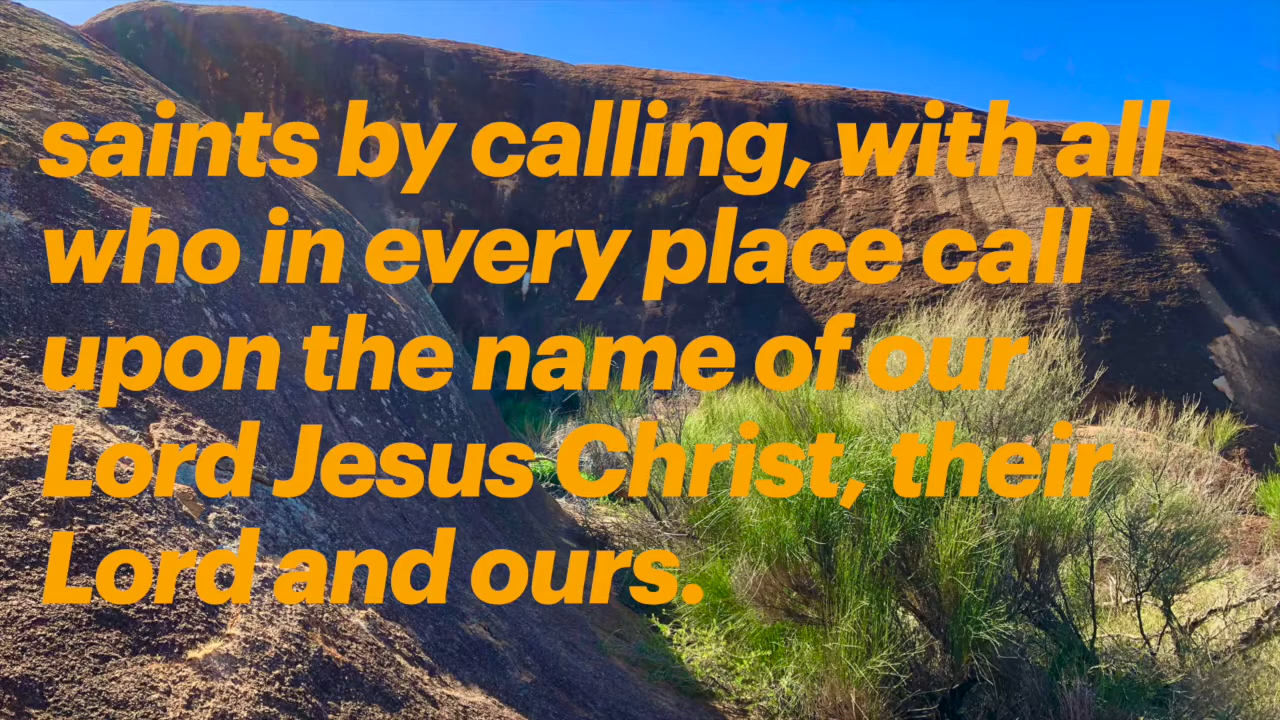 saints by calling, with all
who in every place call
upon the name of our
Lord Jesus Christ, their
Lord and ours.